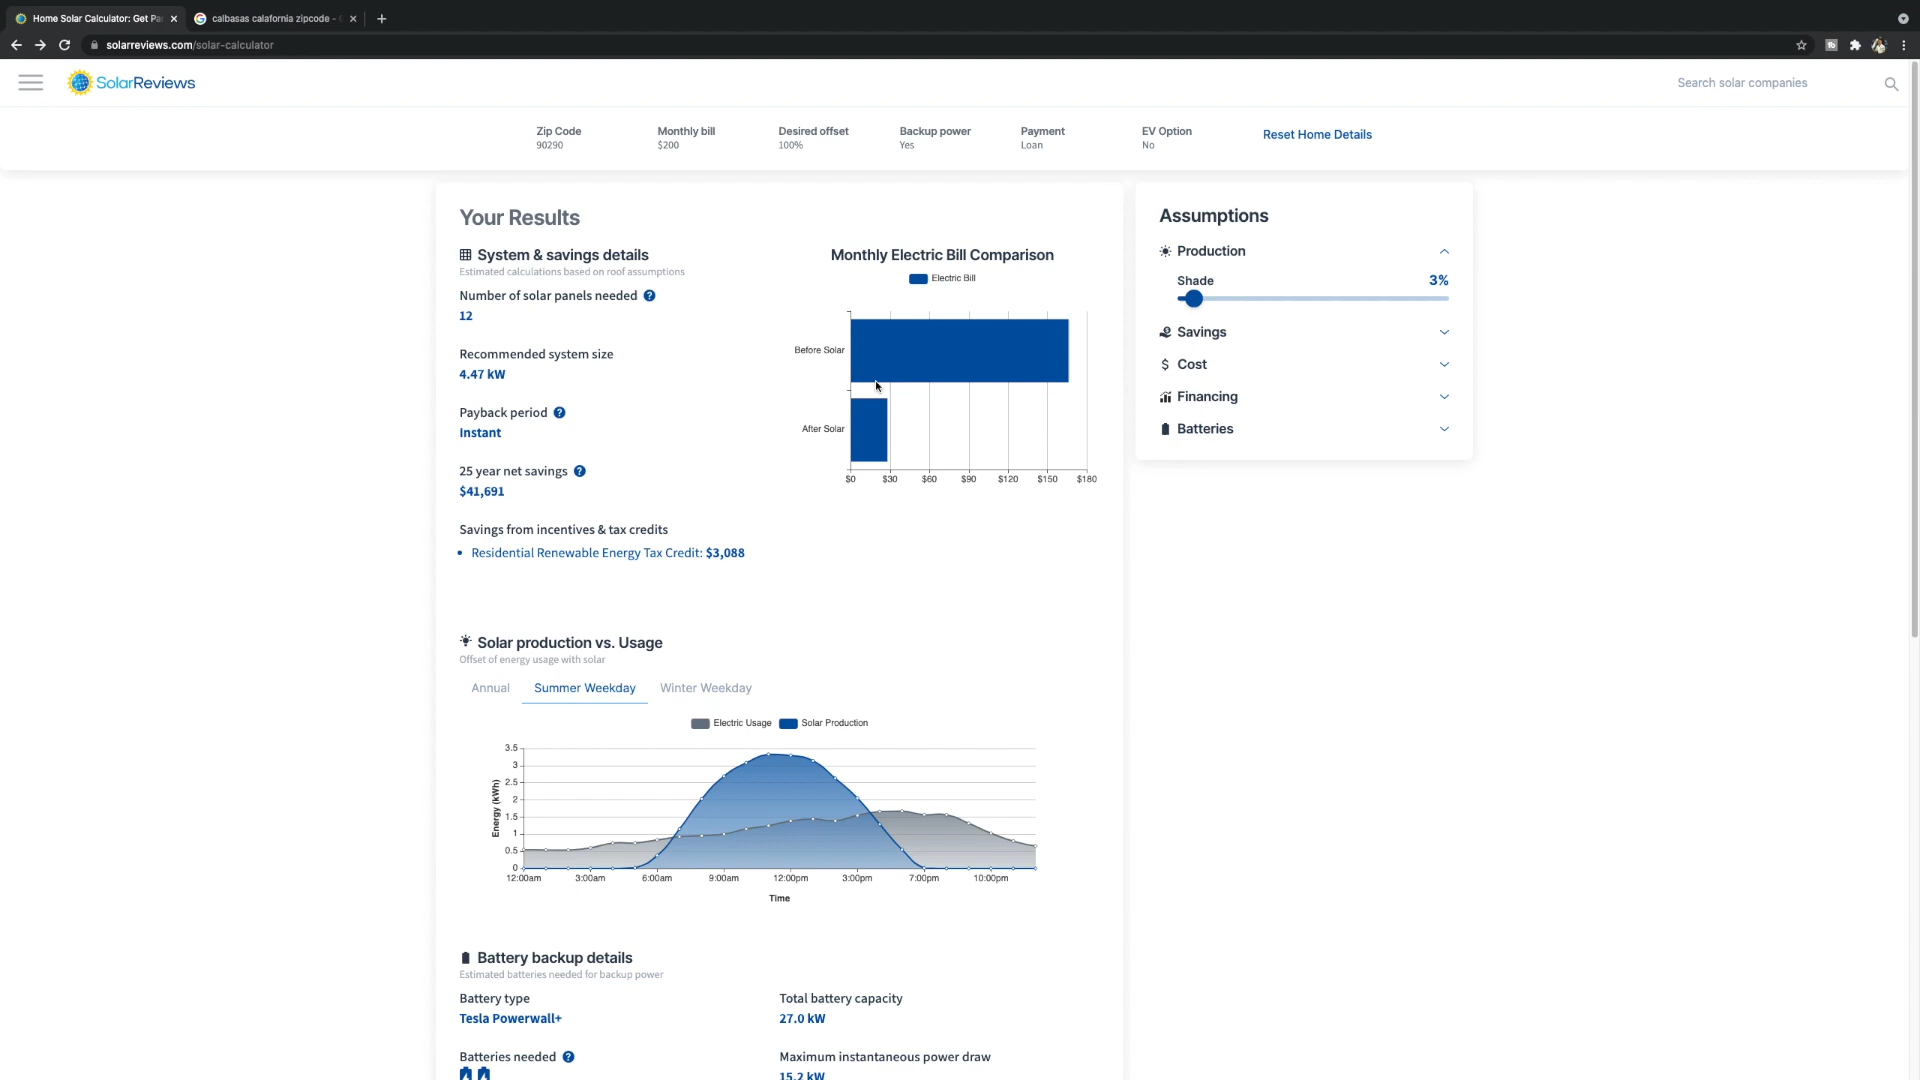 Home Solar Calculator: Get Pa
calbasas calafornia zipcode -
solarreviews.com/solar-calculator
SolarReviews
Search solar companies
Zip Code
90290
Monthly bill
$200
Desired offset
100%
Backup power
Yes
Payment
Loan
EV Option
No
Reset Home Details
Your Results
System & savings details
Estimated calculations based on roof assumptions
Number of solar panels needed ?
12
Recommended system size
4.47 kW
Payback period ?
Instant
25 year net savings ?
$41,691
Savings from incentives & tax credits
• Residential Renewable Energy Tax Credit: $3,088
Monthly Electric Bill Comparison
Electric Bill
Before Solar
After Solar
$0 $30 $60 $90 $120 $150 $180
Assumptions
Production
Shade 3%
Savings
$ Cost
Financing
Batteries
Solar production vs. Usage
Offset of energy usage with solar
Annual Summer Weekday Winter Weekday
Electric Usage Solar Production
Energy (kWh)
3.5
3
2.5
2
1.5
1
0.5
0
12:00am 3:00am 6:00am 9:00am 12:00pm 3:00pm 7:00pm 10:00pm
Time
Battery backup details
Estimated batteries needed for backup power
Battery type
Tesla Powerwall+
Total battery capacity
27.0 kW
Batteries needed ?
Maximum instantaneous power draw
15.2 kW